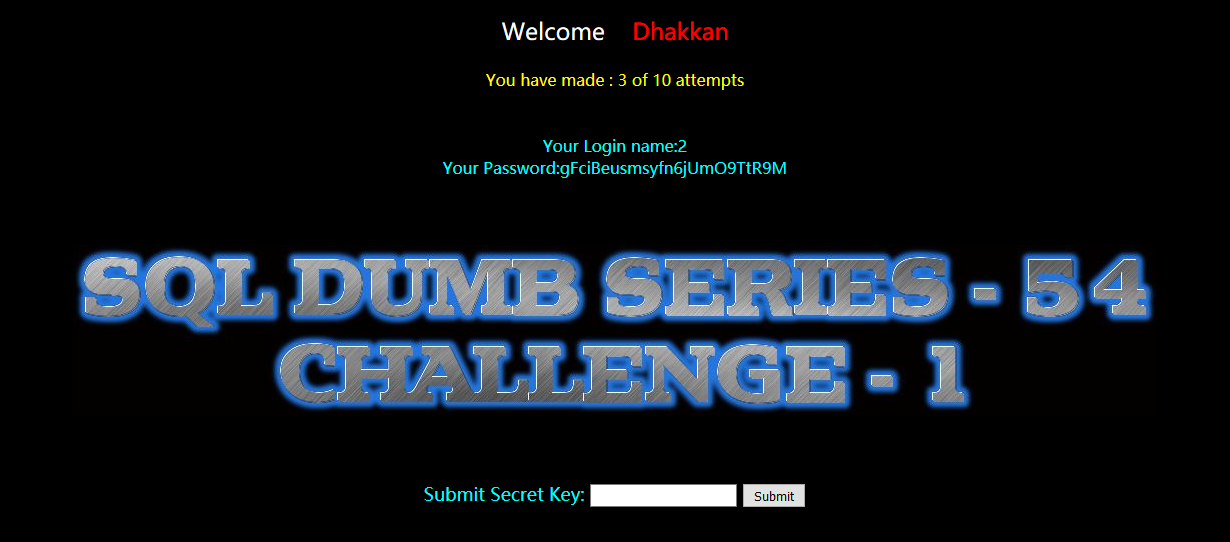 Welcome Dhakkan
You have made : 3 of 10 attempts
Your Login name:2
Your Password:gFciBeusmsyfn6jUmO9TtR9M
SQL DUMB SERIES - 54
CHALLENGE - 1
Submit Secret Key: Submit